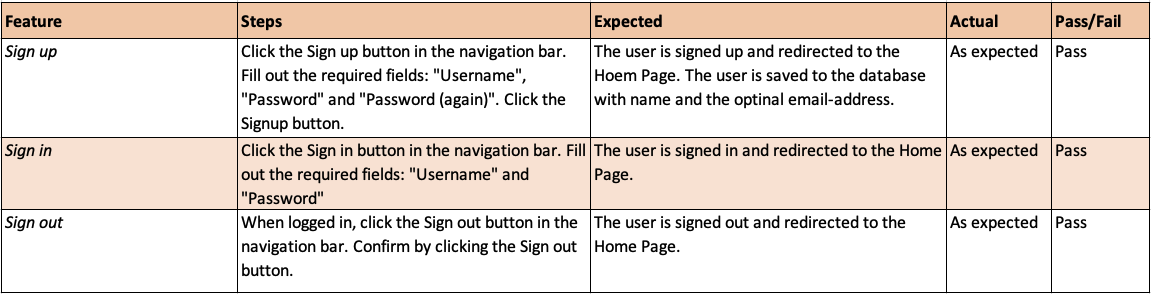 Feature Steps Expected Actual Pass/Fail
Sign up
Click the Sign up button in the navigation bar.
Fill out the required fields: "Username",
"Password" and "Password (again)". Click the
Signup button.
The user is signed up and redirected to the
Hoem Page. The user is saved to the database
with name and the optinal email-address.
As expected
Pass
Sign in
Click the Sign in button in the navigation bar. Fill
out the required fields: "Username" and
"Password"
The user is signed in and redirected to the Home
Page.
As expected
Pass
Sign out
When logged in, click the Sign out button in the
navigation bar. Confirm by clicking the Sign out
button.
The user is signed out and redirected to the
Home Page.
As expected
Pass